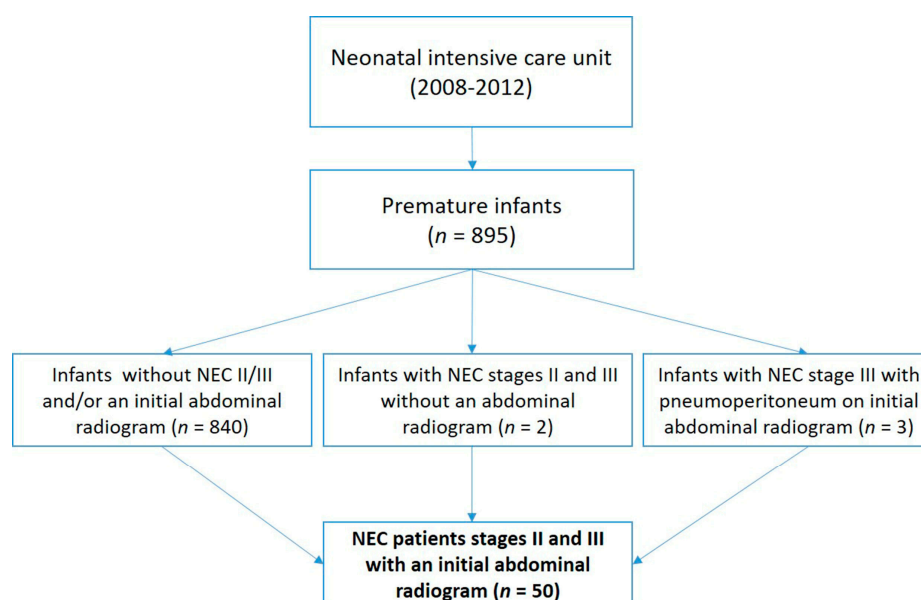 Neonatal intensive care unit
(2008-2012)
Premature infants
(n = 895)
Infants without NEC II/III
and/or an initial abdominal
radiogram (n = 840)
Infants with NEC stages II and III
without an abdominal
radiogram (n = 2)
Infants with NEC stage III with
pneumoperitoneum on initial
abdominal radiogram (n = 3)
NEC patients stages II and III
with an initial abdominal
radiogram (n = 50)